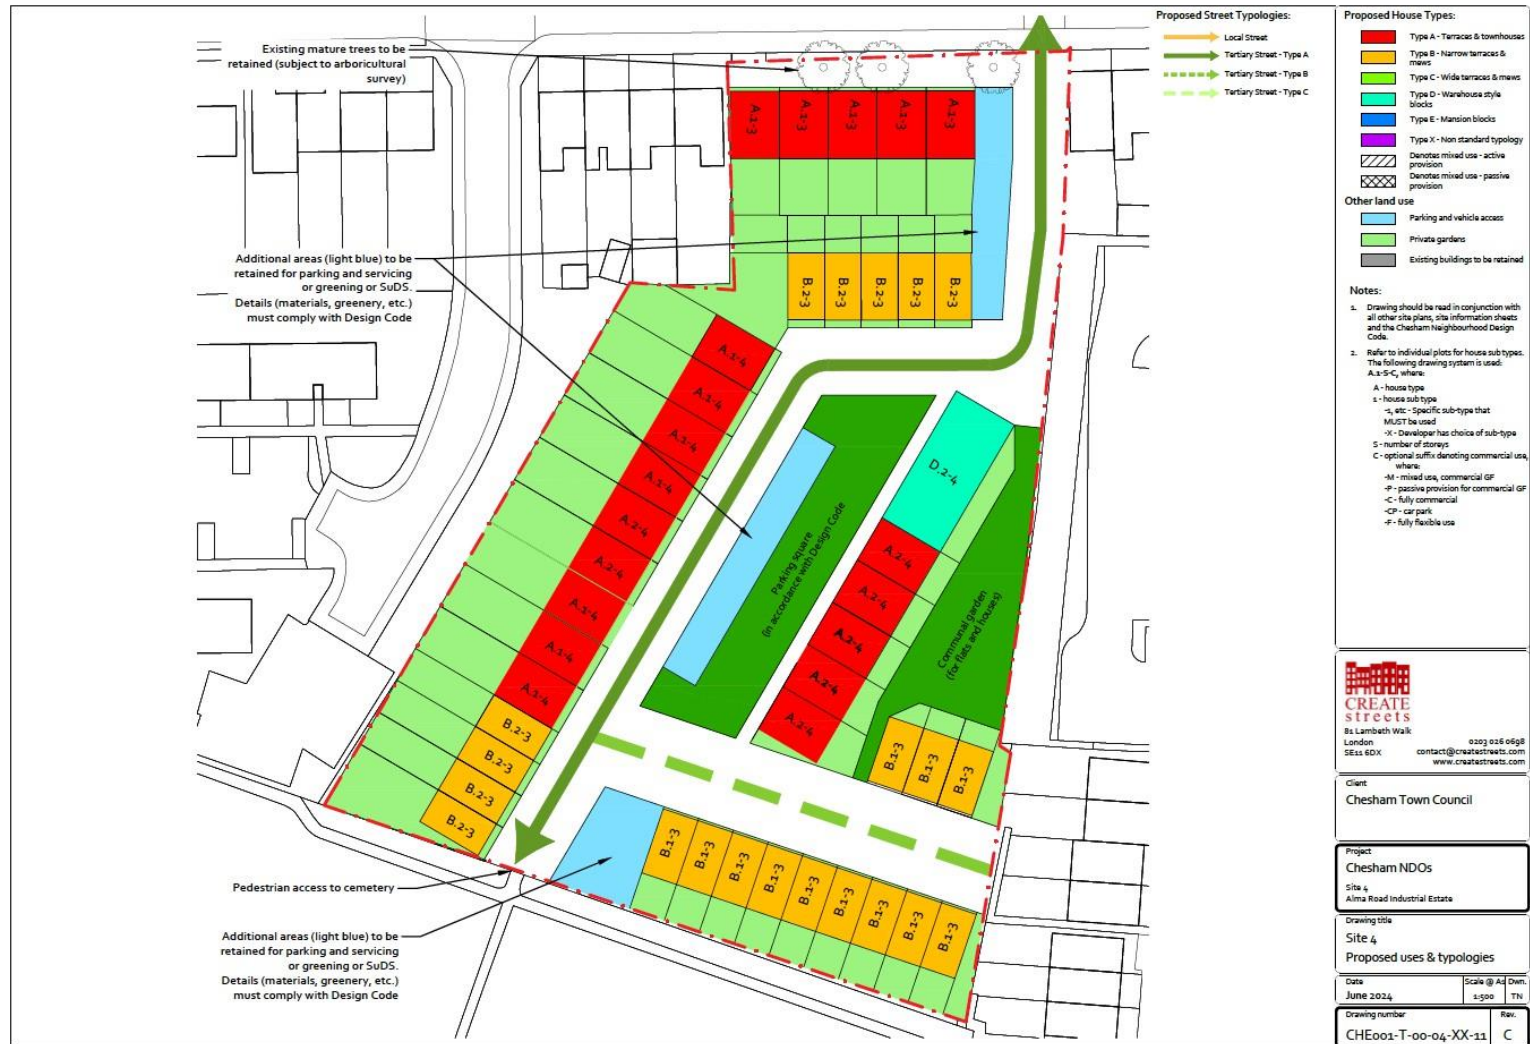 Existing mature trees to be
retained (subject to arboricultural
survey)
Additional areas (light blue) to be
retained for parking and servicing
or greening or SuDS.
Details (materials, greenery, etc.)
must comply with Design Code
Pedestrian access to cemetery
Additional areas (light blue) to be
retained for parking and servicing
or greening or SuDS.
Details (materials, greenery, etc.)
must comply with Design Code
A.1-3
A.1-3
A.1-3
A.1-3
A.1-3
B.2-3
B.2-3
B.2-3
B.2-3
B.2-3
A.1-4
A.1-4
A.1-4
A.1-4
A.2-4
A.2-4
A.1-4
A.1-4
A.1-4
B.2-3
B.2-3
B.2-3
B.2-3
Parking square
(in accordance with Design Code
D.2-4
A.2-4
A.2-4
A.2-4
A.2-4
A.2-4
Communal garden
(for flats and houses)
B.1-3
B.1-3
B.1-3
B.1-3
B.1-3
B.1-3
B.1-3
B.1-3
B.1-3
B.1-3
B.1-3
B.1-3
Proposed Street Typologies:
Local Street
Tertiary Street - Type A
Tertiary Street - Type B
Tertiary Street - Type C
Proposed House Types:
Type A - Terraces & townhouses
Type B - Narrow terraces &
mews
Type C - Wide terraces & mews
Type D - Warehouse style
blocks
Type E - Mansion blocks
Type X - Non standard typology
Denotes mixed use - active
provision
Denotes mixed use - passive
provision
Other land use
Parking and vehicle access
Private gardens
Existing buildings to be retained
Notes:
1. Drawing should be read in conjunction with
all other site plans, site information sheets
and the Chesham Neighbourhood Design
Code.
2. Refer to individual plots for house sub types.
The following drawing system is used:
A.1-S-C, where:
A - house type
1 - house sub type
-1, etc - Specific sub-type that
MUST be used
-X - Developer has choice of sub-type
S - number of storeys
C - optional suffix denoting commercial use,
where:
-M - mixed use, commercial GF
-P - passive provision for commercial GF
-C - fully commercial
-CP - car park
-F - fully flexible use
CREATE
streets
81 Lambeth Walk
London 0203 026 0698
SE11 6DX contact@createstreets.com
www.createstreets.com
Client
Chesham Town Council
Project
Chesham NDOs
Site 4
Alma Road Industrial Estate
Drawing title
Site 4
Proposed uses & typologies
Date Scale @ A3 Dwn.
June 2024 1:500 TN
Drawing number Rev.
CHE001-T-00-04-XX-11 C